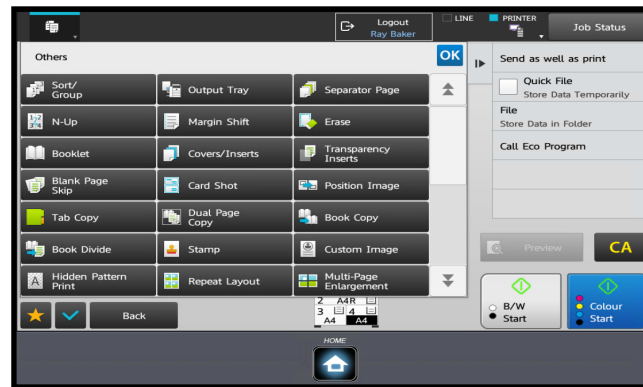 Logout
Ray Baker
LINE
PRINTER
Job Status
Others
OK
Send as well as print
Sort/
Group
Output Tray
Separator Page
Quick File
Store Data Temporarily
N-Up
Margin Shift
Erase
File
Store Data in Folder
Booklet
Covers/Inserts
Transparency
Inserts
Call Eco Program
Blank Page
Skip
Card Shot
Position Image
Tab Copy
Dual Page
Copy
Book Copy
Book Divide
Stamp
Custom Image
Preview
CA
Hidden Pattern
Print
Repeat Layout
Multi-Page
Enlargement
Back
2 A4R
3 4
A4 A4
B/W
Start
Colour
Start
HOME